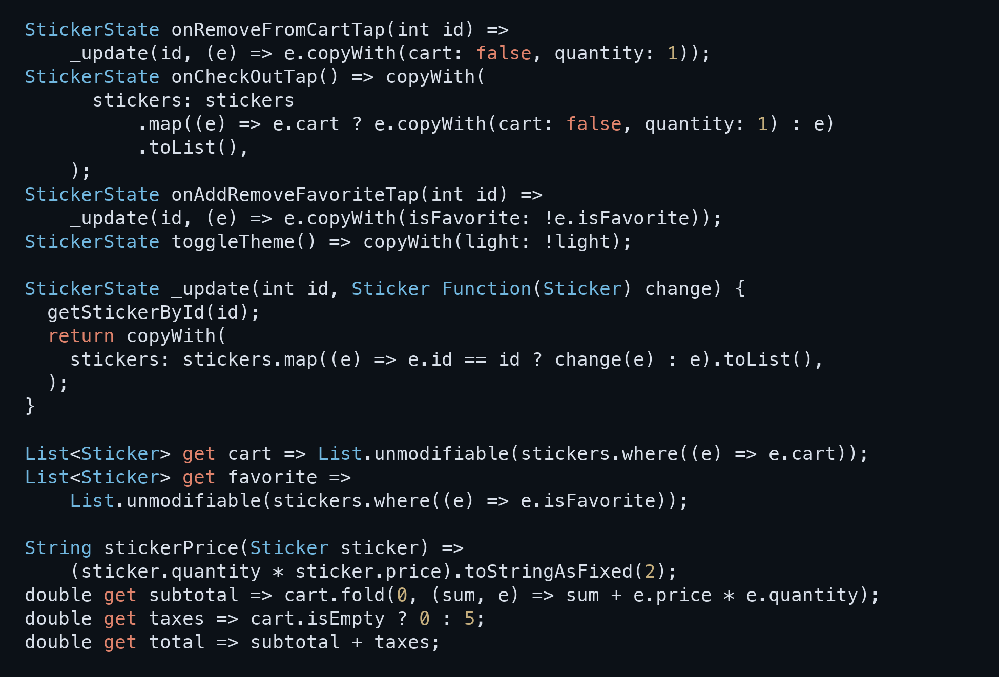 StickerState onRemoveFromCartTap(int id) =>
    _update(id, (e) => e.copyWith(cart: false, quantity: 1));
StickerState onCheckOutTap() => copyWith(
      stickers: stickers
          .map((e) => e.cart ? e.copyWith(cart: false, quantity: 1) : e)
          .toList(),
    );
StickerState onAddRemoveFavoriteTap(int id) =>
    _update(id, (e) => e.copyWith(isFavorite: !e.isFavorite));
StickerState toggleTheme() => copyWith(light: !light);

StickerState _update(int id, Sticker Function(Sticker) change) {
  getStickerById(id);
  return copyWith(
    stickers: stickers.map((e) => e.id == id ? change(e) : e).toList(),
  );
}

List<Sticker> get cart => List.unmodifiable(stickers.where((e) => e.cart));
List<Sticker> get favorite =>
    List.unmodifiable(stickers.where((e) => e.isFavorite));

String stickerPrice(Sticker sticker) =>
    (sticker.quantity * sticker.price).toStringAsFixed(2);
double get subtotal => cart.fold(0, (sum, e) => sum + e.price * e.quantity);
double get taxes => cart.isEmpty ? 0 : 5;
double get total => subtotal + taxes;